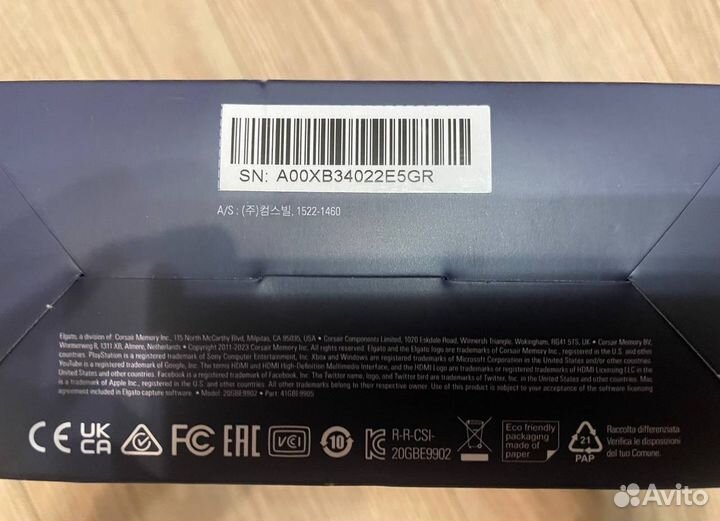 SN: A00XB34022E5GR
A/S : (주)컴스빌, 1522-1460
Elgato, a division of: Corsair Memory Inc., 115 North McCarthy Blvd, Milpitas, CA 95035, USA • Corsair Components Limited, 1020 Eskdale Road, Winnersh Triangle, Wokingham, RG41 5TS, UK • Corsair Memory BV,
Wormerweg 8, 1311 XB, Almere, Netherlands • Copyright 2011-2023 Corsair Memory Inc. All rights reserved. Elgato and the Elgato logo are trademarks of Corsair Memory Inc., registered in the United States and/or other
countries. PlayStation is a registered trademark of Sony Computer Entertainment, Inc. Xbox and Windows are registered trademarks of Microsoft Corporation in the United States and/or other countries.
YouTube is a registered trademark of Google, Inc. The terms HDMI and HDMI High-Definition Multimedia Interface, and the HDMI Logo are trademarks or registered trademarks of HDMI Licensing LLC in the
United States and other countries. Facebook is a registered trademark of Facebook, Inc. The Twitter name, logo, and Twitter bird are trademarks of Twitter, Inc. in the United States and other countries. Mac
is a trademark of Apple Inc., registered in the U.S. and other countries. All other trademarks belong to their respective owner. Use of this product is subject to your acceptance of the software licensing
agreement included in Elgato capture software. • Model: 20GBE9902 • Part: 41GBI9905
CE UK CA FC EAC VCI 10 R-R-CSI-
20GBE9902
Eco friendly
packaging
made of
paper
21
PAP
Raccolta differenziata
Verifica le disposizioni
del tuo Comune.
Avito